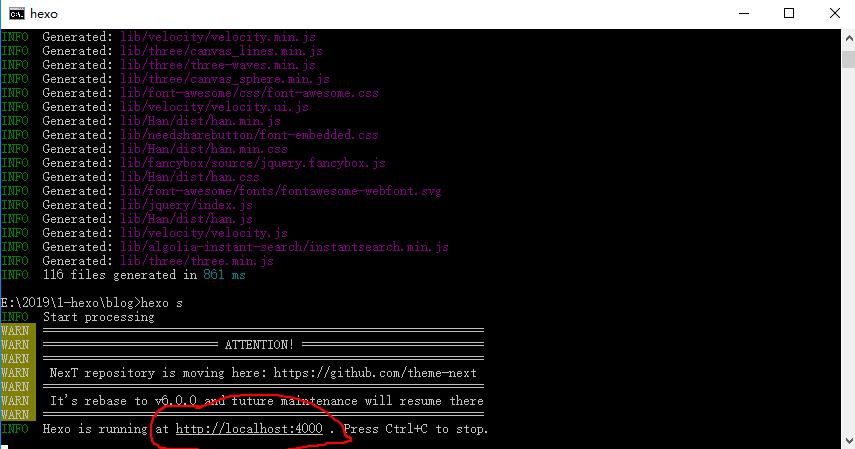 hexo
INFO Generated: lib/velocity/velocity.min.js
INFO Generated: lib/three/canvas_lines.min.js
INFO Generated: lib/three/three-waves.min.js
INFO Generated: lib/three/canvas_sphere.min.js
INFO Generated: lib/font-awesome/css/font-awesome.css
INFO Generated: lib/velocity/velocity.ui.js
INFO Generated: lib/Han/dist/han.min.js
INFO Generated: lib/needsharebutton/font-embedded.css
INFO Generated: lib/Han/dist/han.min.css
INFO Generated: lib/fancybox/source/jquery.fancybox.js
INFO Generated: lib/Han/dist/han.css
INFO Generated: lib/font-awesome/fonts/fontawesome-webfont.svg
INFO Generated: lib/jquery/index.js
INFO Generated: lib/Han/dist/han.js
INFO Generated: lib/velocity/velocity.js
INFO Generated: lib/algolia-instant-search/instantsearch.min.js
INFO Generated: lib/three/three.min.js
INFO 116 files generated in 861 ms
E:\2019\1-hexo\blog>hexo s
INFO Start processing
WARN ===============================================================
WARN ========================= ATTENTION! ==========================
WARN ===============================================================
WARN NexT repository is moving here: https://github.com/theme-next
WARN ===============================================================
WARN It's rebase to v6.0.0 and future maintenance will resume there
WARN ===============================================================
INFO Hexo is running at http://localhost:4000 . Press Ctrl+C to stop.